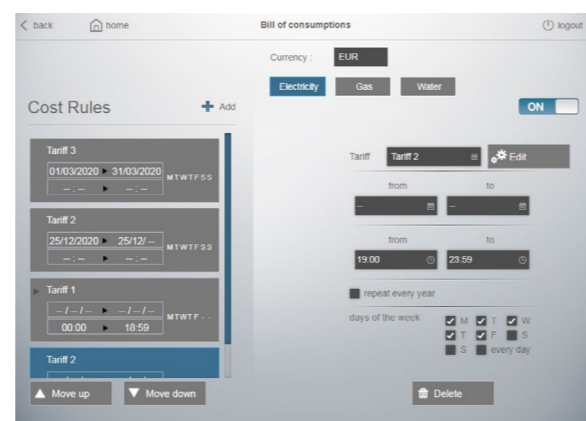 back
home
Bill of consumptions
logout
Currency :
EUR
Electricity
Gas
Water
Cost Rules
Add
ON
Tariff 3
01/03/2020 31/03/2020
-- : -- -- : --
M T W T F S S
Tariff 2
25/12/2020 25/12/ --
-- : -- -- : --
M T W T F S S
Tariff 1
-- / -- / -- -- / -- / --
00:00 18:59
M T W T F - -
Tariff 2
Move up
Move down
Tariff
Tariff 2
Edit
from to
-- --
from to
19:00 23:59
repeat every year
days of the week
M T W
T F S
S every day
Delete